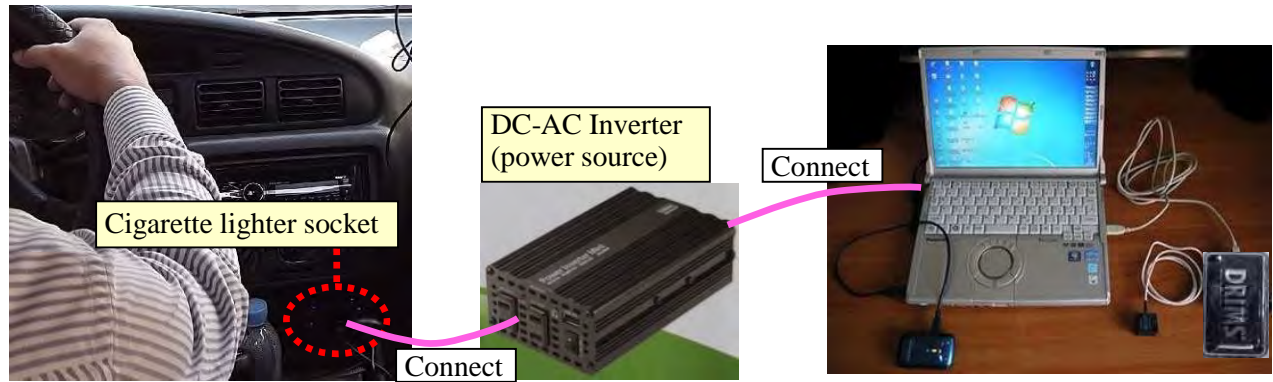 Cigarette lighter socket
DC-AC Inverter
(power source)
Connect
Connect
DRIMS